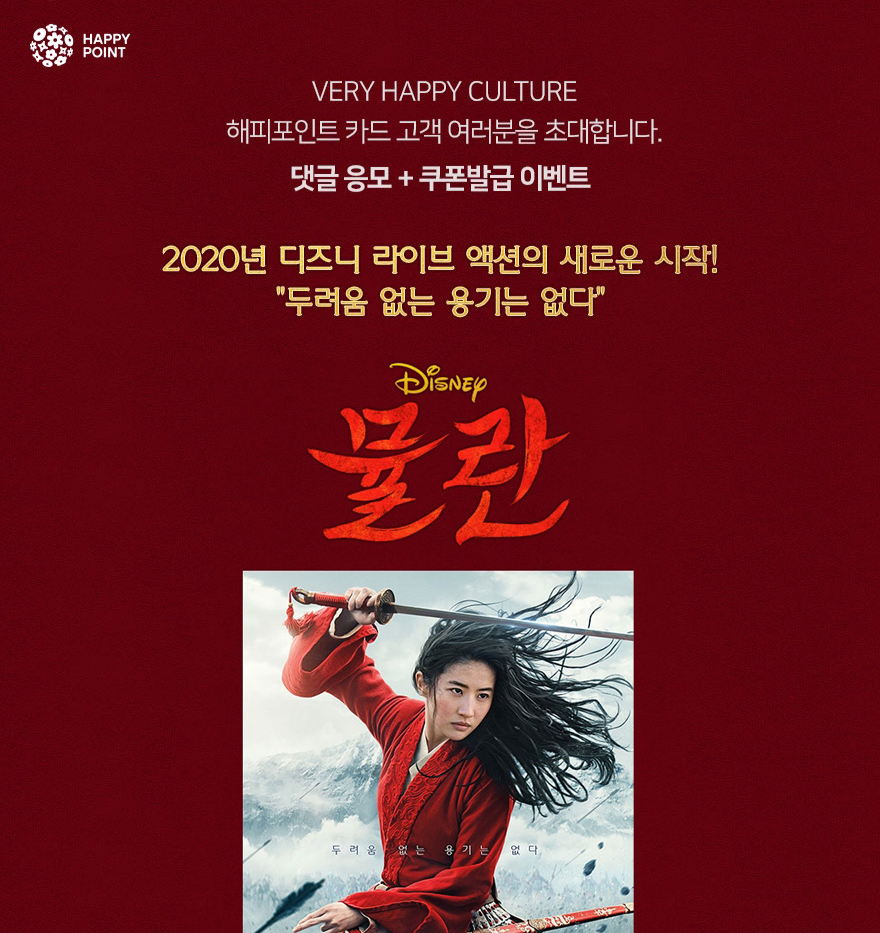 HAPPY
POINT
VERY HAPPY CULTURE
해피포인트 카드 고객 여러분을 초대합니다.
댓글 응모 + 쿠폰발급 이벤트
2020년 디즈니 라이브 액션의 새로운 시작!
"두려움 없는 용기는 없다"
DISNEY
뮬란
두려움 없는 용기는 없다